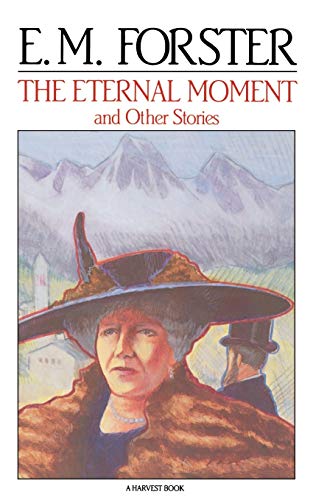 E. M. FORSTER
THE ETERNAL MOMENT
and Other Stories
A HARVEST BOOK